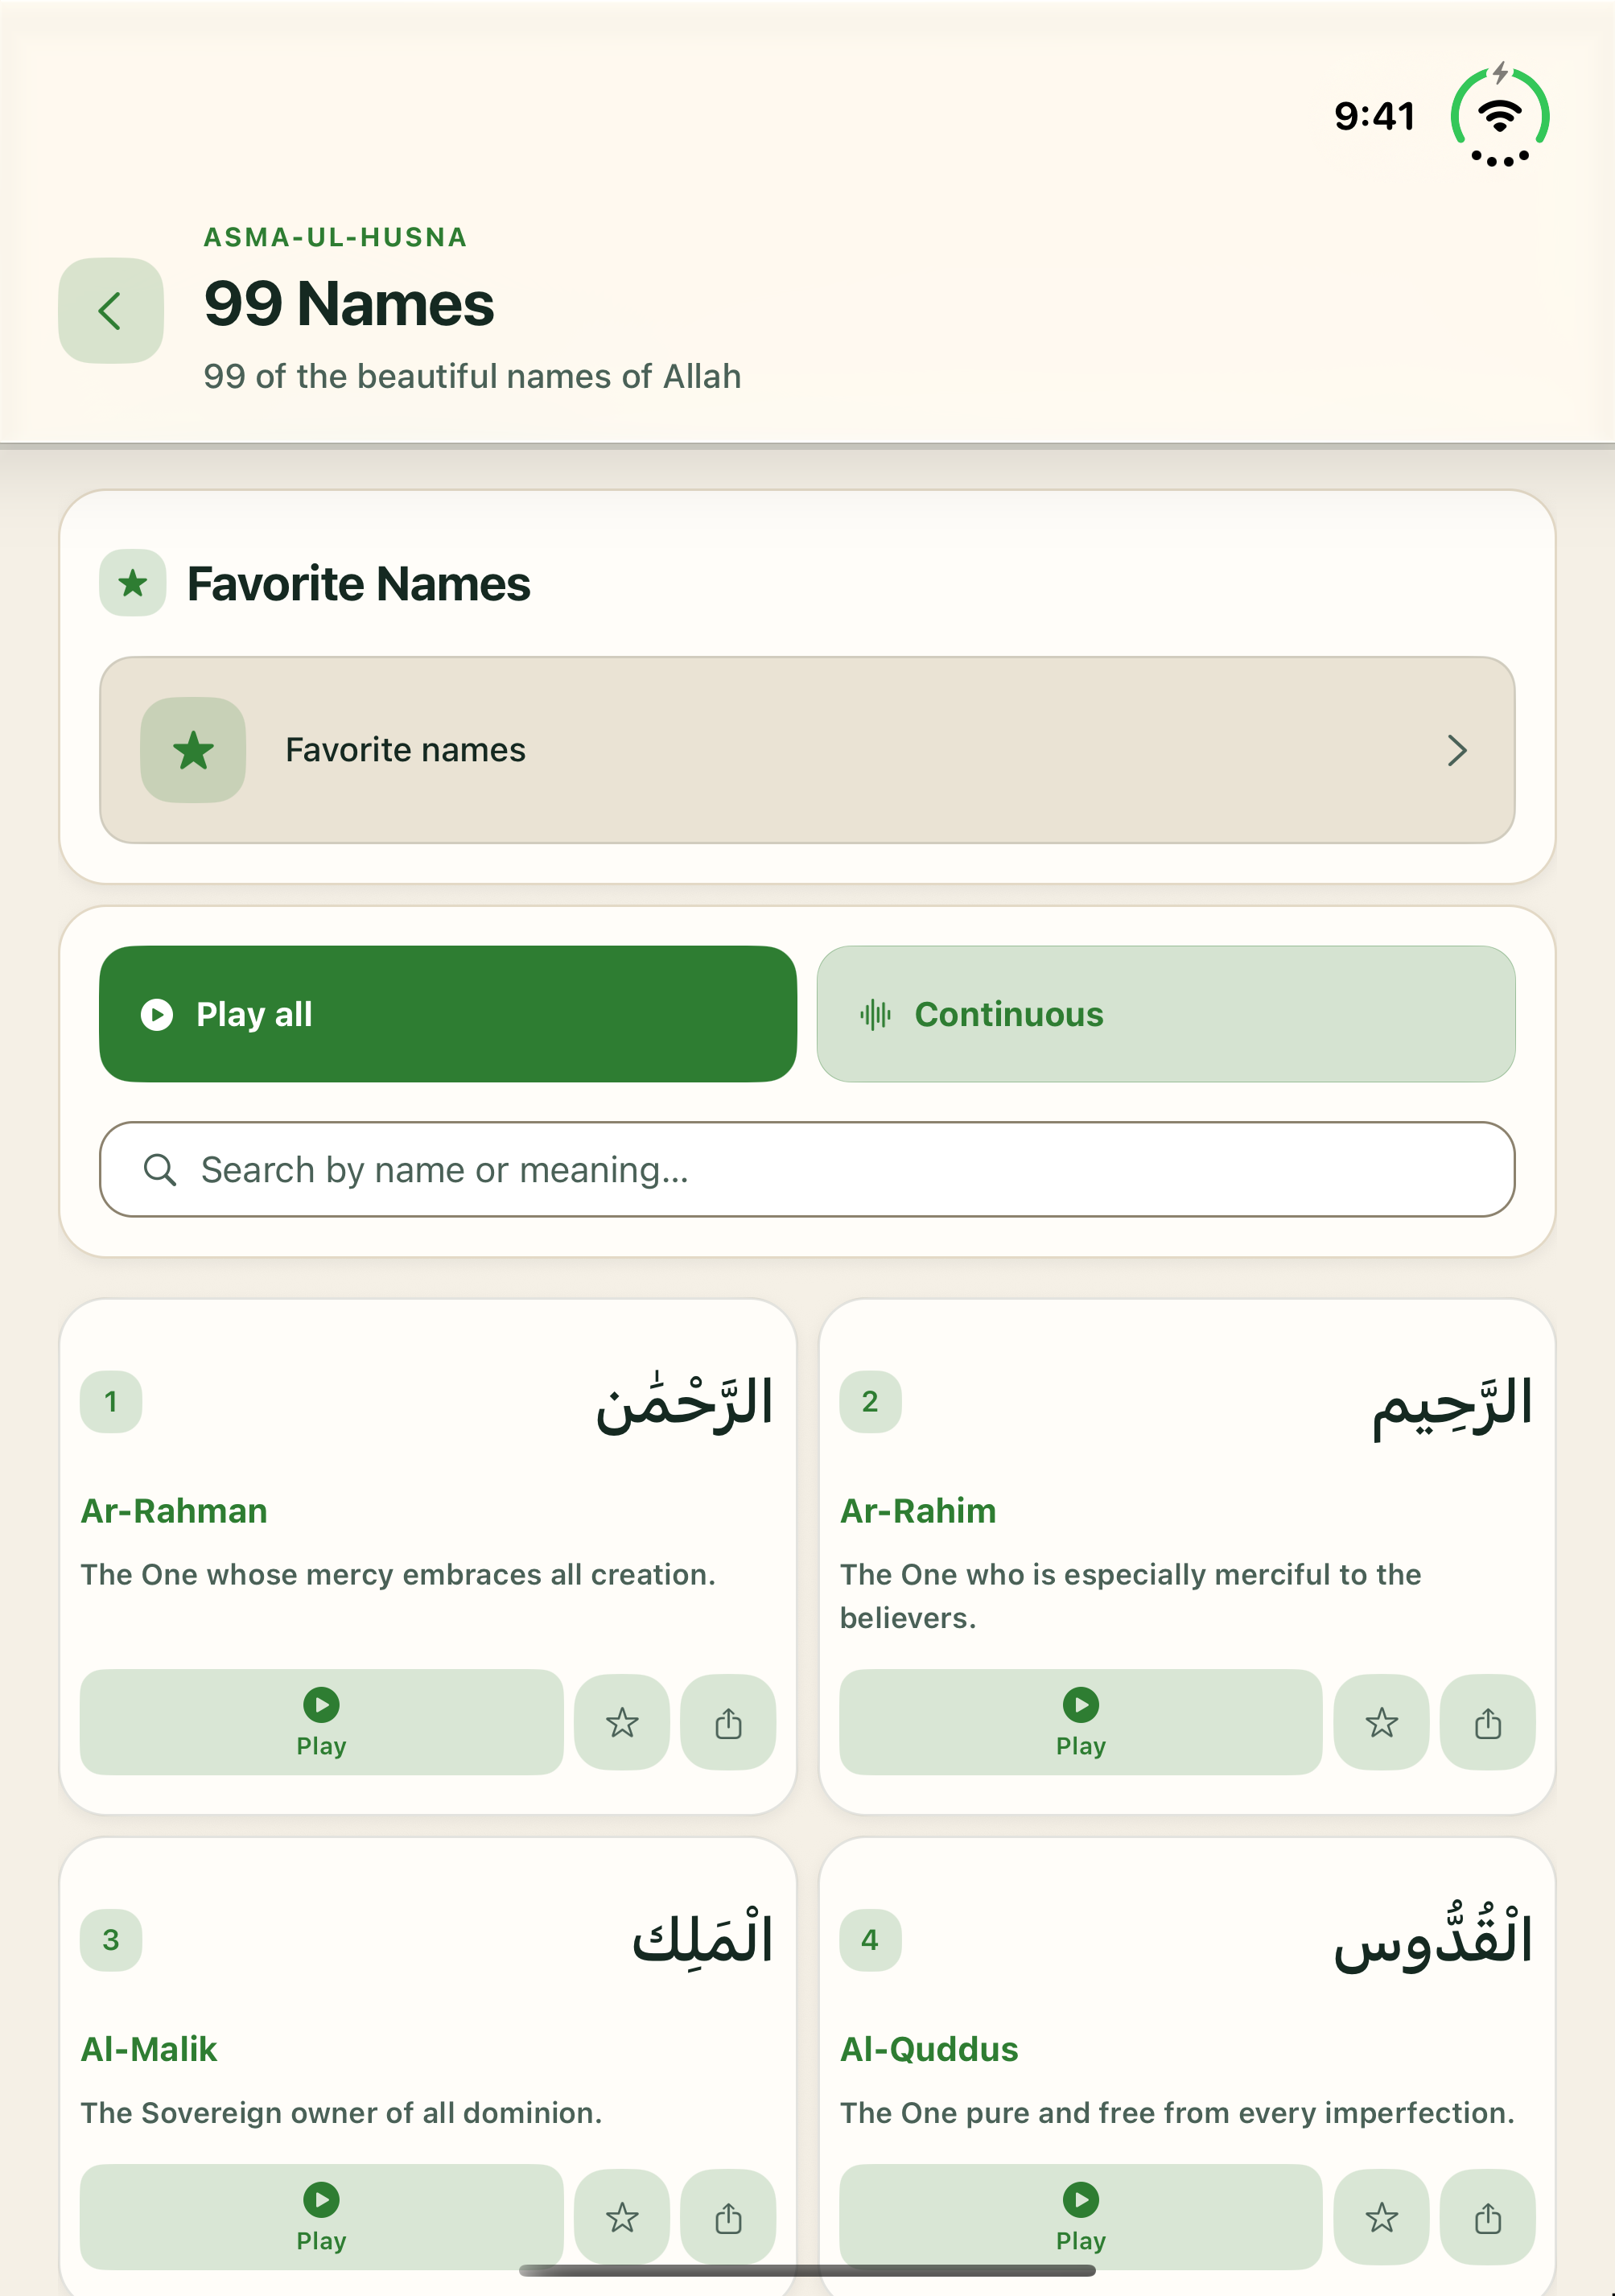 9:41
ASMA-UL-HUSNA
99 Names
99 of the beautiful names of Allah
Favorite Names
Favorite names
Play all
Continuous
Search by name or meaning...
1
الرَّحْمَٰن
Ar-Rahman
The One whose mercy embraces all creation.
Play
2
الرَّحِيم
Ar-Rahim
The One who is especially merciful to the
believers.
Play
3
الْمَلِك
Al-Malik
The Sovereign owner of all dominion.
Play
4
الْقُدُّوس
Al-Quddus
The One pure and free from every imperfection.
Play